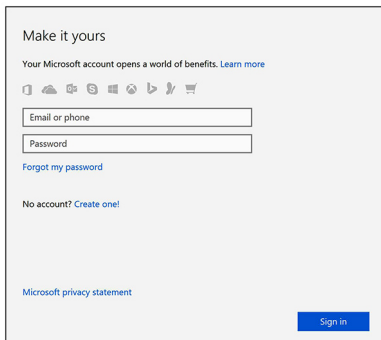 Make it yours
Your Microsoft account opens a world of benefits. Learn more
Email or phone
Password
Forgot my password
No account? Create one!
Microsoft privacy statement
Sign in